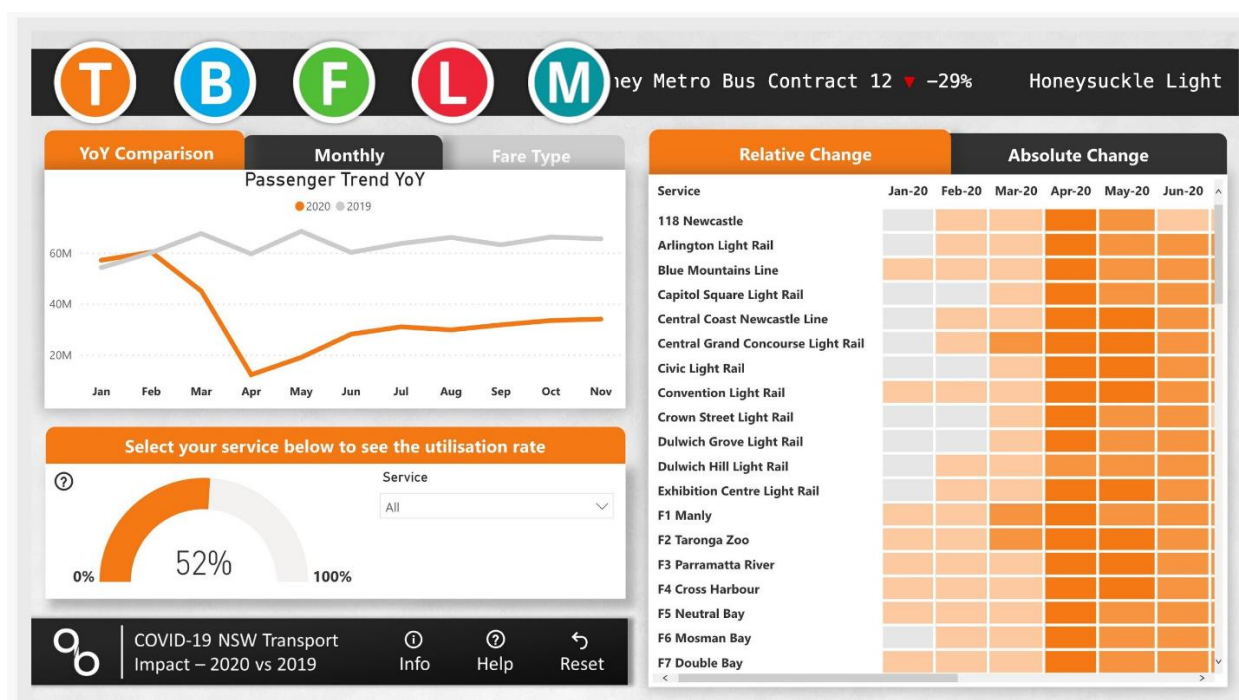 T B F L M
ney Metro Bus Contract 12 ▼ −29% Honeysuckle Light
YoY Comparison Monthly Fare Type
Passenger Trend YoY
2020 2019
60M
40M
20M
Jan Feb Mar Apr May Jun Jul Aug Sep Oct Nov
Select your service below to see the utilisation rate
?
Service
All
52%
0% 100%
COVID-19 NSW Transport
Impact – 2020 vs 2019
Info Help Reset
Relative Change Absolute Change
Service Jan-20 Feb-20 Mar-20 Apr-20 May-20 Jun-20
118 Newcastle
Arlington Light Rail
Blue Mountains Line
Capitol Square Light Rail
Central Coast Newcastle Line
Central Grand Concourse Light Rail
Civic Light Rail
Convention Light Rail
Crown Street Light Rail
Dulwich Grove Light Rail
Dulwich Hill Light Rail
Exhibition Centre Light Rail
F1 Manly
F2 Taronga Zoo
F3 Parramatta River
F4 Cross Harbour
F5 Neutral Bay
F6 Mosman Bay
F7 Double Bay